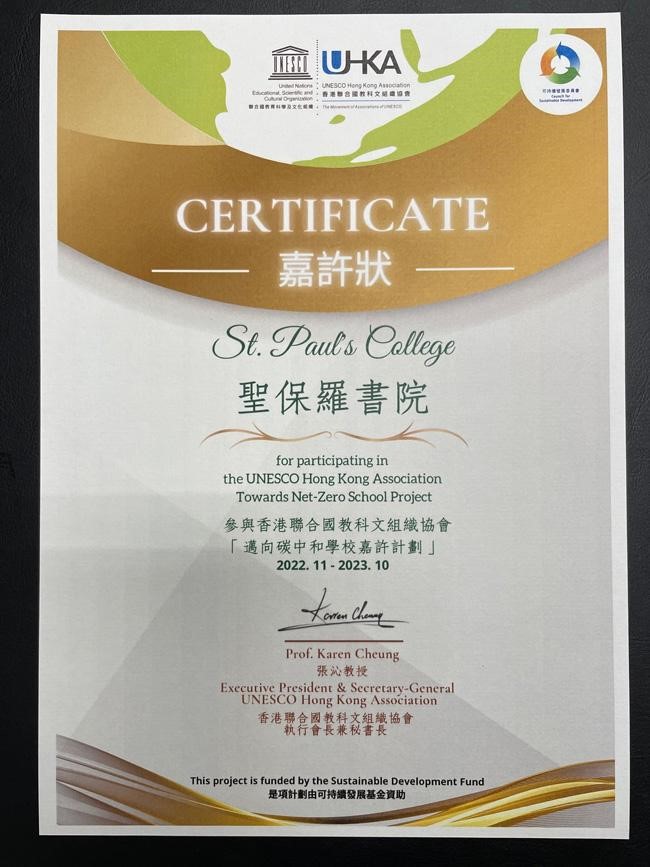 UNESCO
United Nations
Educational, Scientific and
Cultural Organization
聯合國教育科學及文化組織
UHKA
UNESCO Hong Kong Association
香港聯合國教科文組織協會
The Movement of Associations of UNESCO
可持續發展委員會
Council for
Sustainable Development
CERTIFICATE
嘉許狀
St. Paul's College
聖保羅書院
for participating in
the UNESCO Hong Kong Association
Towards Net-Zero School Project
參與香港聯合國教科文組織協會
「邁向碳中和學校嘉許計劃」
2022. 11 - 2023. 10
Karren Cheung
Prof. Karen Cheung
張沁教授
Executive President & Secretary-General
UNESCO Hong Kong Association
香港聯合國教科文組織協會
執行會長兼秘書長
This project is funded by the Sustainable Development Fund
是項計劃由可持續發展基金資助